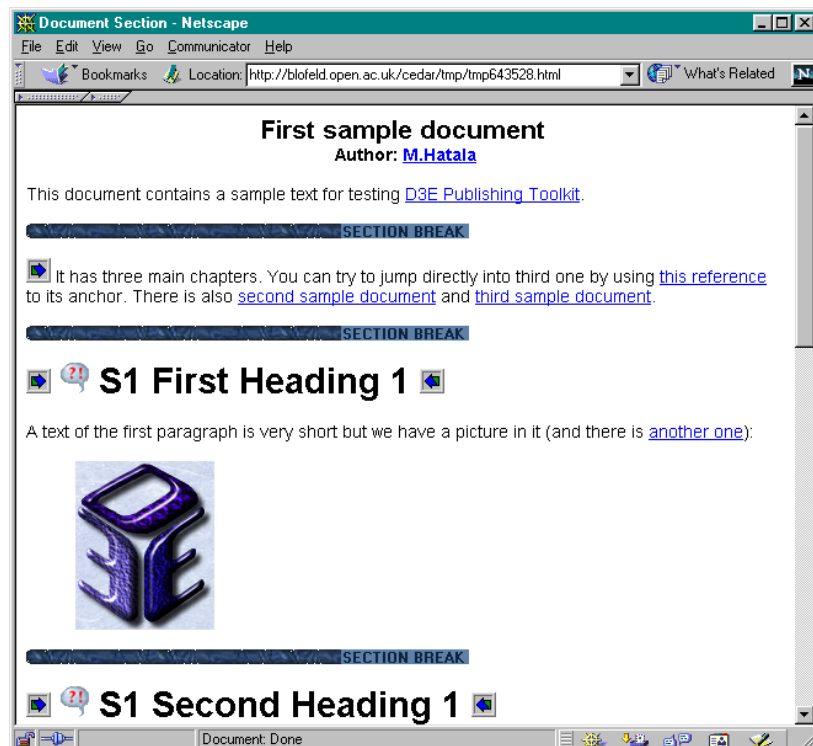 Document Section - Netscape
File Edit View Go Communicator Help
Bookmarks Location: http://blofeld.open.ac.uk/cedar/tmp/tmp643528.html What's Related N
First sample document
Author: M.Hatala
This document contains a sample text for testing D3E Publishing Toolkit.
SECTION BREAK
It has three main chapters. You can try to jump directly into third one by using this reference
to its anchor. There is also second sample document and third sample document.
SECTION BREAK
?! S1 First Heading 1
A text of the first paragraph is very short but we have a picture in it (and there is another one):
D3E
SECTION BREAK
?! S1 Second Heading 1
Document: Done